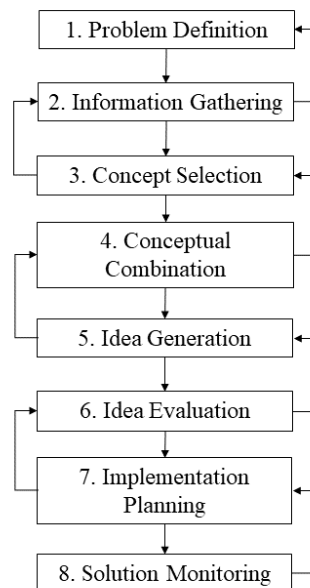 1. Problem Definition
2. Information Gathering
3. Concept Selection
4. Conceptual
Combination
5. Idea Generation
6. Idea Evaluation
7. Implementation
Planning
8. Solution Monitoring